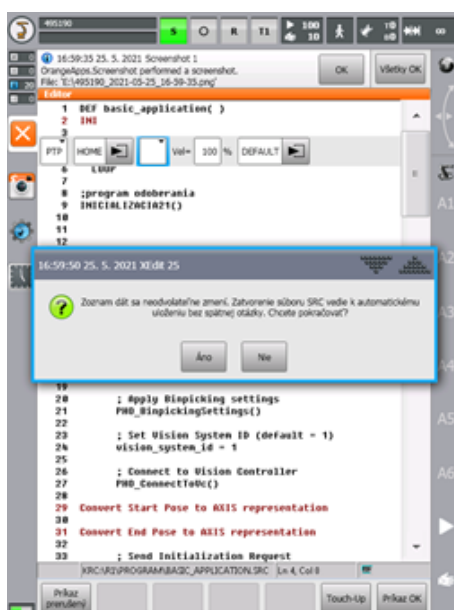 495190
S O R T1 100 10 10 ±0 ∞
16:59:35 25. 5. 2021 Screenshot 1
OrangeApps.Screenshot performed a screenshot.
File: 'E:\495190_2021-05-25_16-59-35.png'
OK
Všetky OK
20
Editor
1 DEF basic_application( )
2 INI
3
PTP HOME Vel= 100 % DEFAULT
6 LOOP
7
8 ;program odoberania
9 INICIALIZACIA21()
10
11
12
A1
16:59:50 25. 5. 2021 XEdit 25
A2
Zoznam dát sa neodvolateľne zmení. Zatvorenie súboru SRC vedie k automatickému
uloženiu bez spätnej otázky. Chcete pokračovať?
A3
Áno
Nie
A4
19
20 ; Apply Binpicking settings
21 PHO_BinpickingSettings()
22
A5
23 ; Set Vision System ID (default = 1)
24 vision_system_id = 1
25
26 ; Connect to Vision Controller
A6
27 PHO_ConnectToVc()
28
29 Convert Start Pose to AXIS representation
30
31 Convert End Pose to AXIS representation
32
33 ; Send Initialization Request
KRC:\R1\PROGRAM\BASIC_APPLICATION.SRC Ln 4, Col 0
Príkaz
prerušený
Touch-Up
Príkaz OK